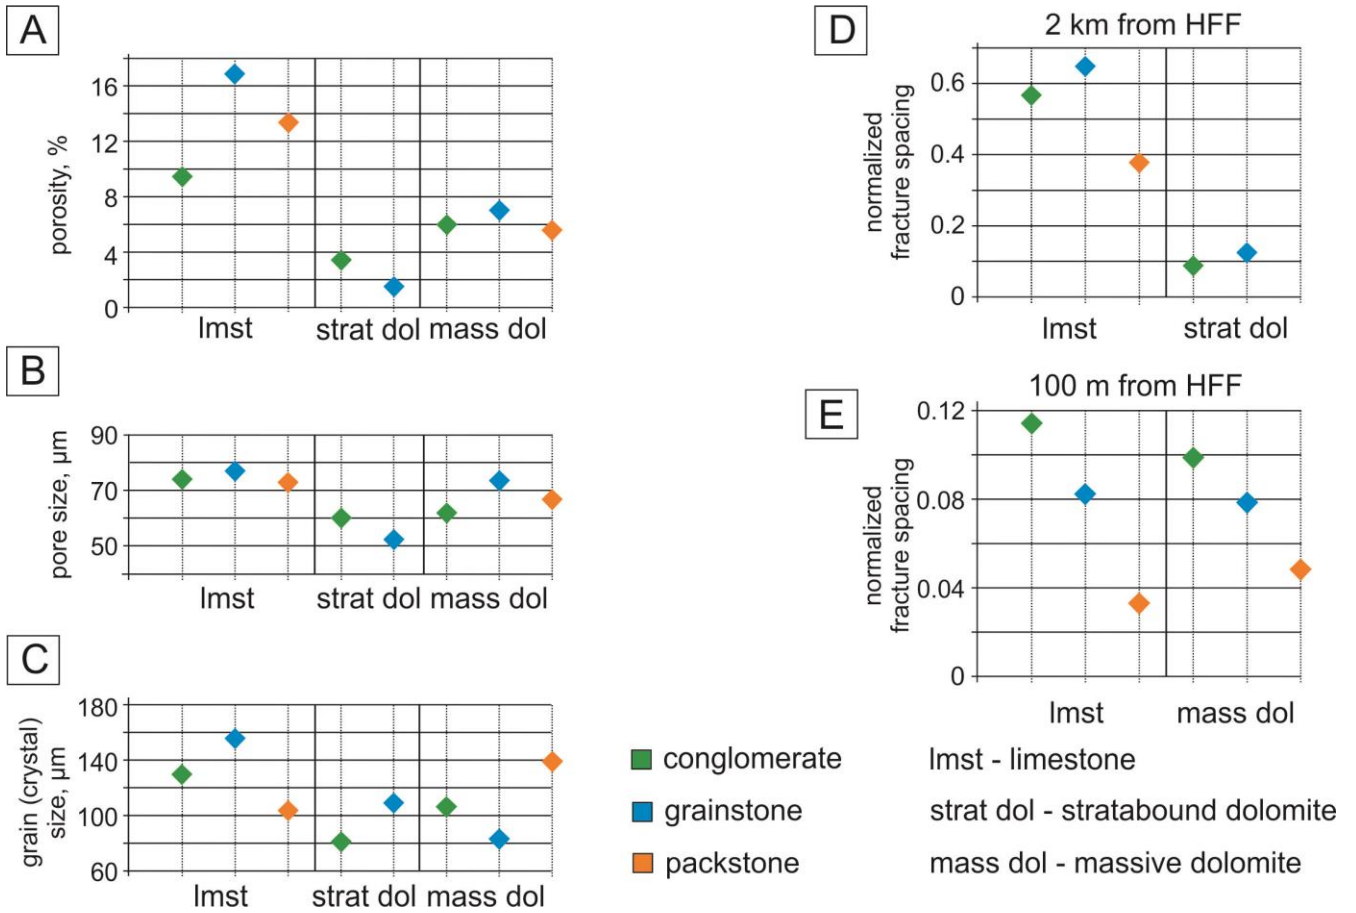 A
porosity, %
16
12
8
4
0
lmst
strat dol
mass dol
B
pore size, µm
90
70
50
lmst
strat dol
mass dol
C
grain (crystal)
size, µm
180
140
100
60
lmst
strat dol
mass dol
D
2 km from HFF
normalized
fracture spacing
0.6
0.4
0.2
0
lmst
strat dol
E
100 m from HFF
normalized
fracture spacing
0.12
0.08
0.04
0
lmst
mass dol
conglomerate
grainstone
packstone
lmst - limestone
strat dol - stratabound dolomite
mass dol - massive dolomite